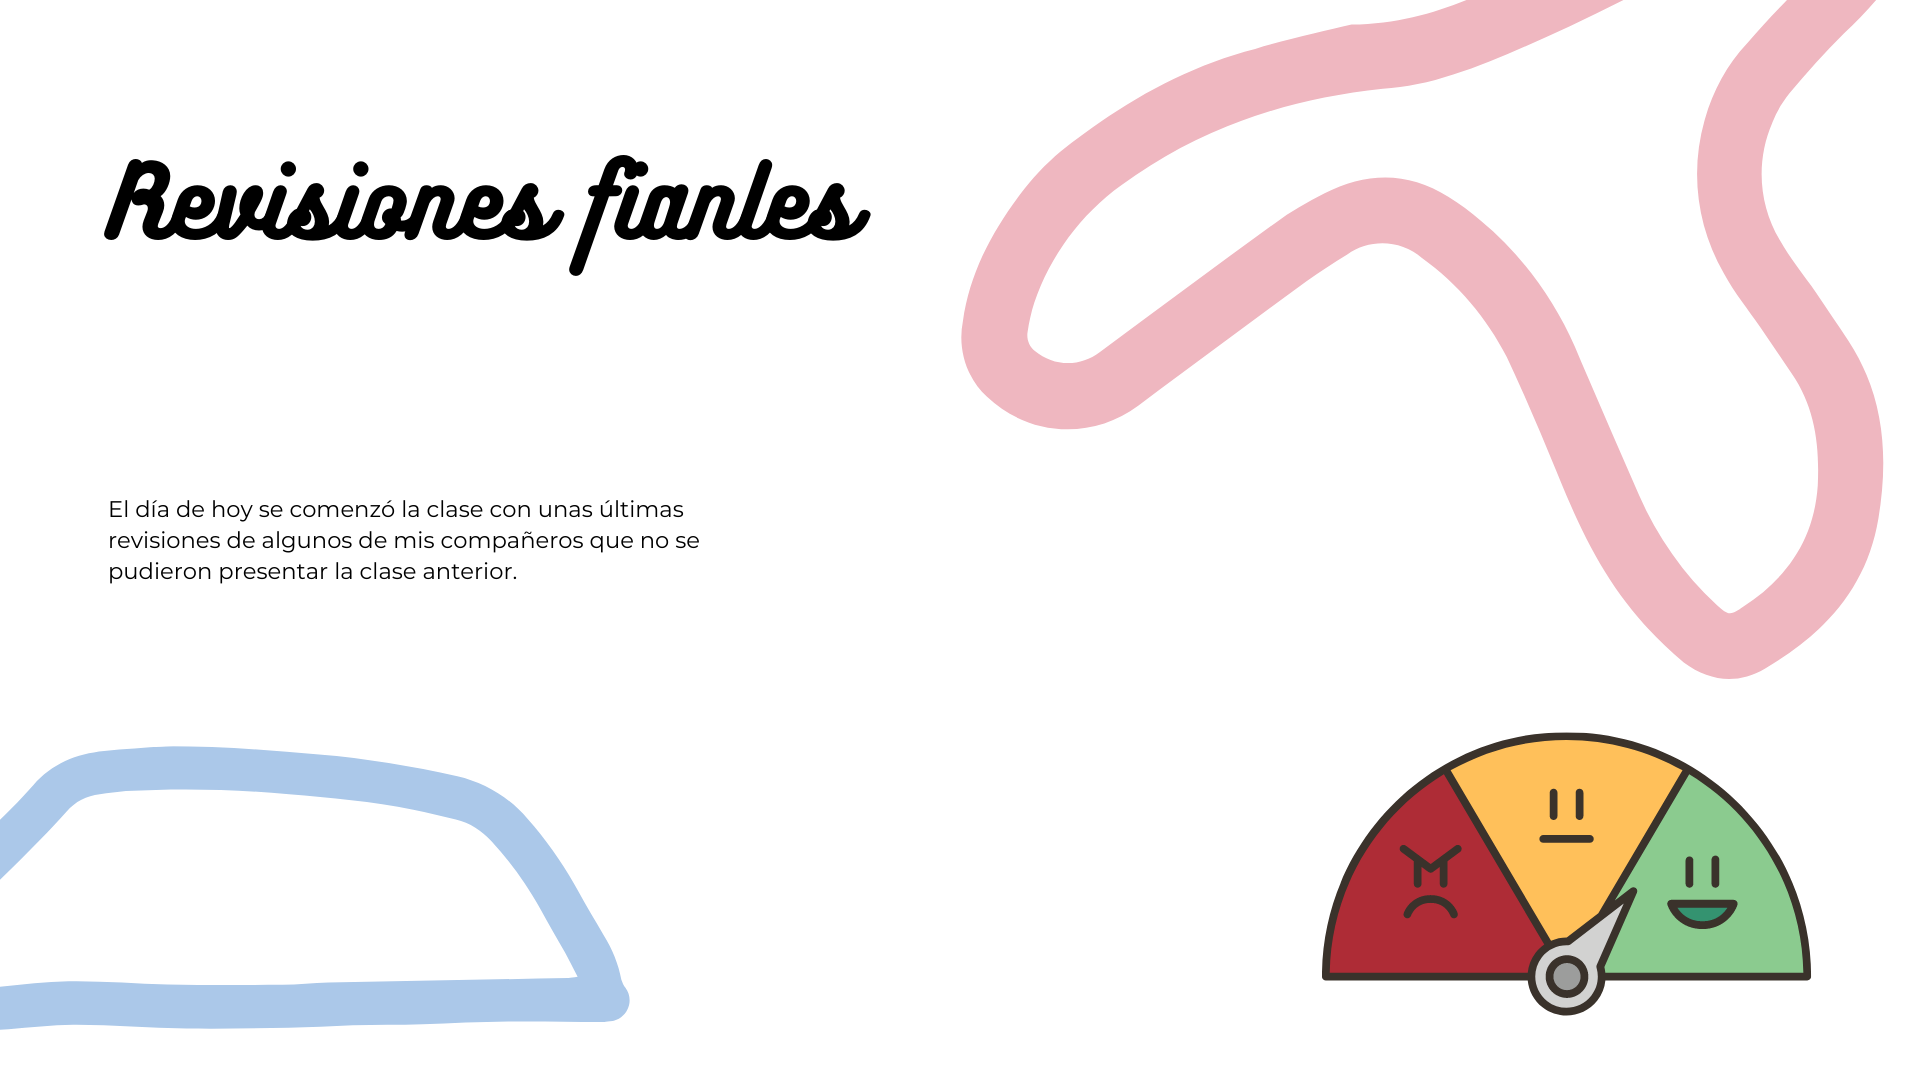 Revisiones fianles
El día de hoy se comenzó la clase con unas últimas
revisiones de algunos de mis compañeros que no se
pudieron presentar la clase anterior.